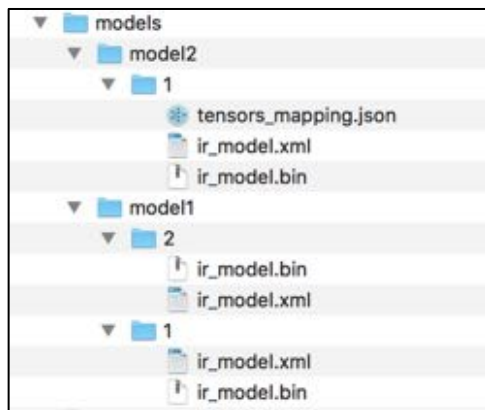 models
model2
1
tensors_mapping.json
ir_model.xml
ir_model.bin
model1
2
ir_model.bin
ir_model.xml
1
ir_model.xml
ir_model.bin